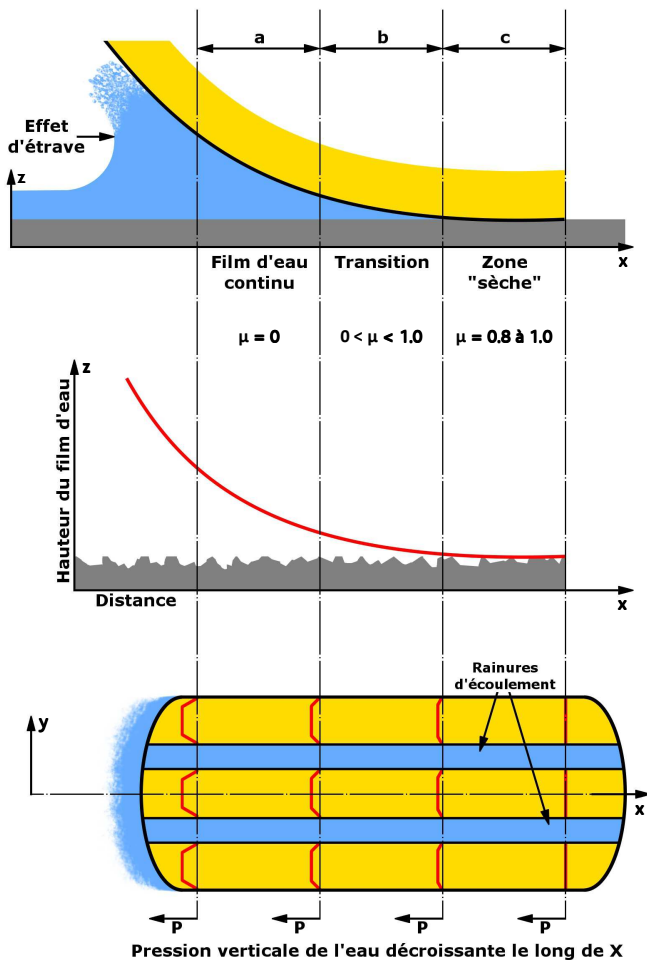 a
b
c
Effet
d'étrave
z
x
Film d'eau
continu
Transition
Zone
"sèche"
μ = 0
0 < μ < 1.0
μ = 0.8 à 1.0
z
Hauteur du film d'eau
Distance
x
Rainures
d'écoulement
y
x
P
P
P
P
Pression verticale de l'eau décroissante le long de X